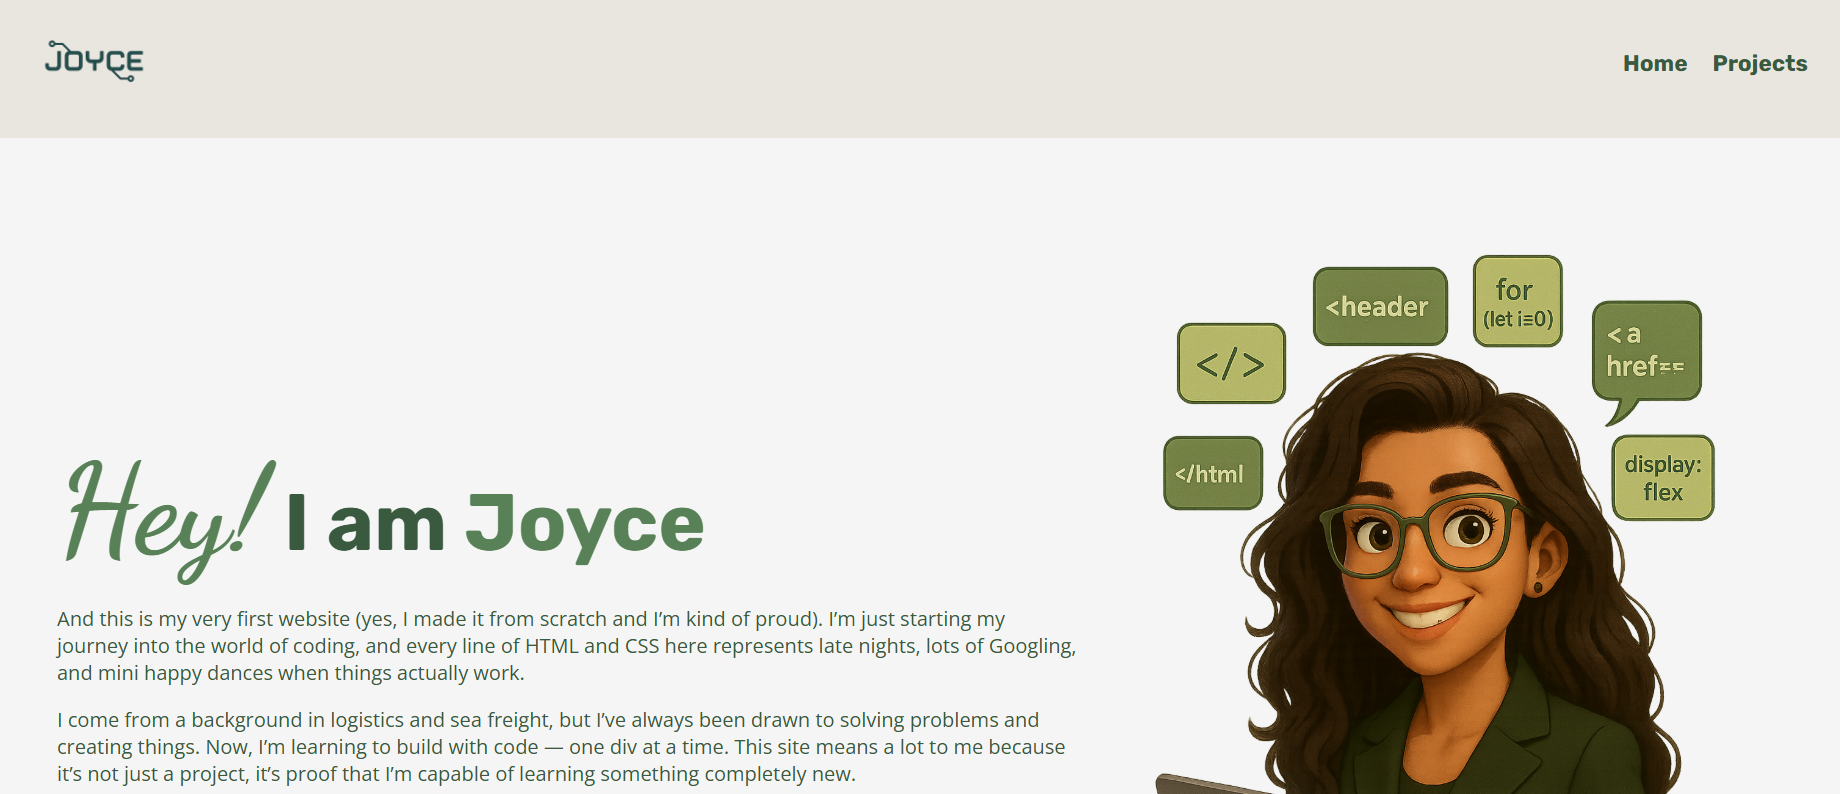 JOYCE
Home Projects
<header
for
(let i≡0)
<a
href==
</>
</html
display:
flex
Hey! I am Joyce
And this is my very first website (yes, I made it from scratch and I’m kind of proud). I’m just starting my
journey into the world of coding, and every line of HTML and CSS here represents late nights, lots of Googling,
and mini happy dances when things actually work.
I come from a background in logistics and sea freight, but I’ve always been drawn to solving problems and
creating things. Now, I’m learning to build with code — one div at a time. This site means a lot to me because
it’s not just a project, it’s proof that I’m capable of learning something completely new.